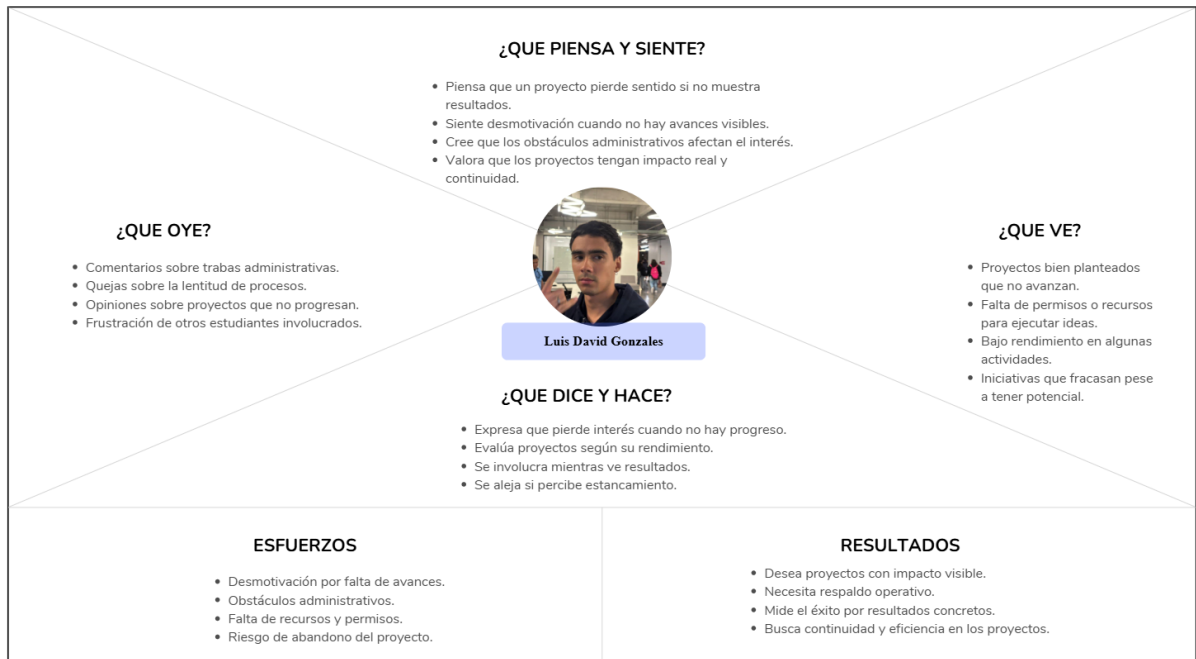 ¿QUE PIENSA Y SIENTE?
• Piensa que un proyecto pierde sentido si no muestra
resultados.
• Siente desmotivación cuando no hay avances visibles.
• Cree que los obstáculos administrativos afectan el interés.
• Valora que los proyectos tengan impacto real y
continuidad.
¿QUE OYE?
• Comentarios sobre trabas administrativas.
• Quejas sobre la lentitud de procesos.
• Opiniones sobre proyectos que no progresan.
• Frustración de otros estudiantes involucrados.
Luis David Gonzales
¿QUE VE?
• Proyectos bien planteados
que no avanzan.
• Falta de permisos o recursos
para ejecutar ideas.
• Bajo rendimiento en algunas
actividades.
• Iniciativas que fracasan pese
a tener potencial.
¿QUE DICE Y HACE?
• Expresa que pierde interés cuando no hay progreso.
• Evalúa proyectos según su rendimiento.
• Se involucra mientras ve resultados.
• Se aleja si percibe estancamiento.
ESFUERZOS
• Desmotivación por falta de avances.
• Obstáculos administrativos.
• Falta de recursos y permisos.
• Riesgo de abandono del proyecto.
RESULTADOS
• Desea proyectos con impacto visible.
• Necesita respaldo operativo.
• Mide el éxito por resultados concretos.
• Busca continuidad y eficiencia en los proyectos.